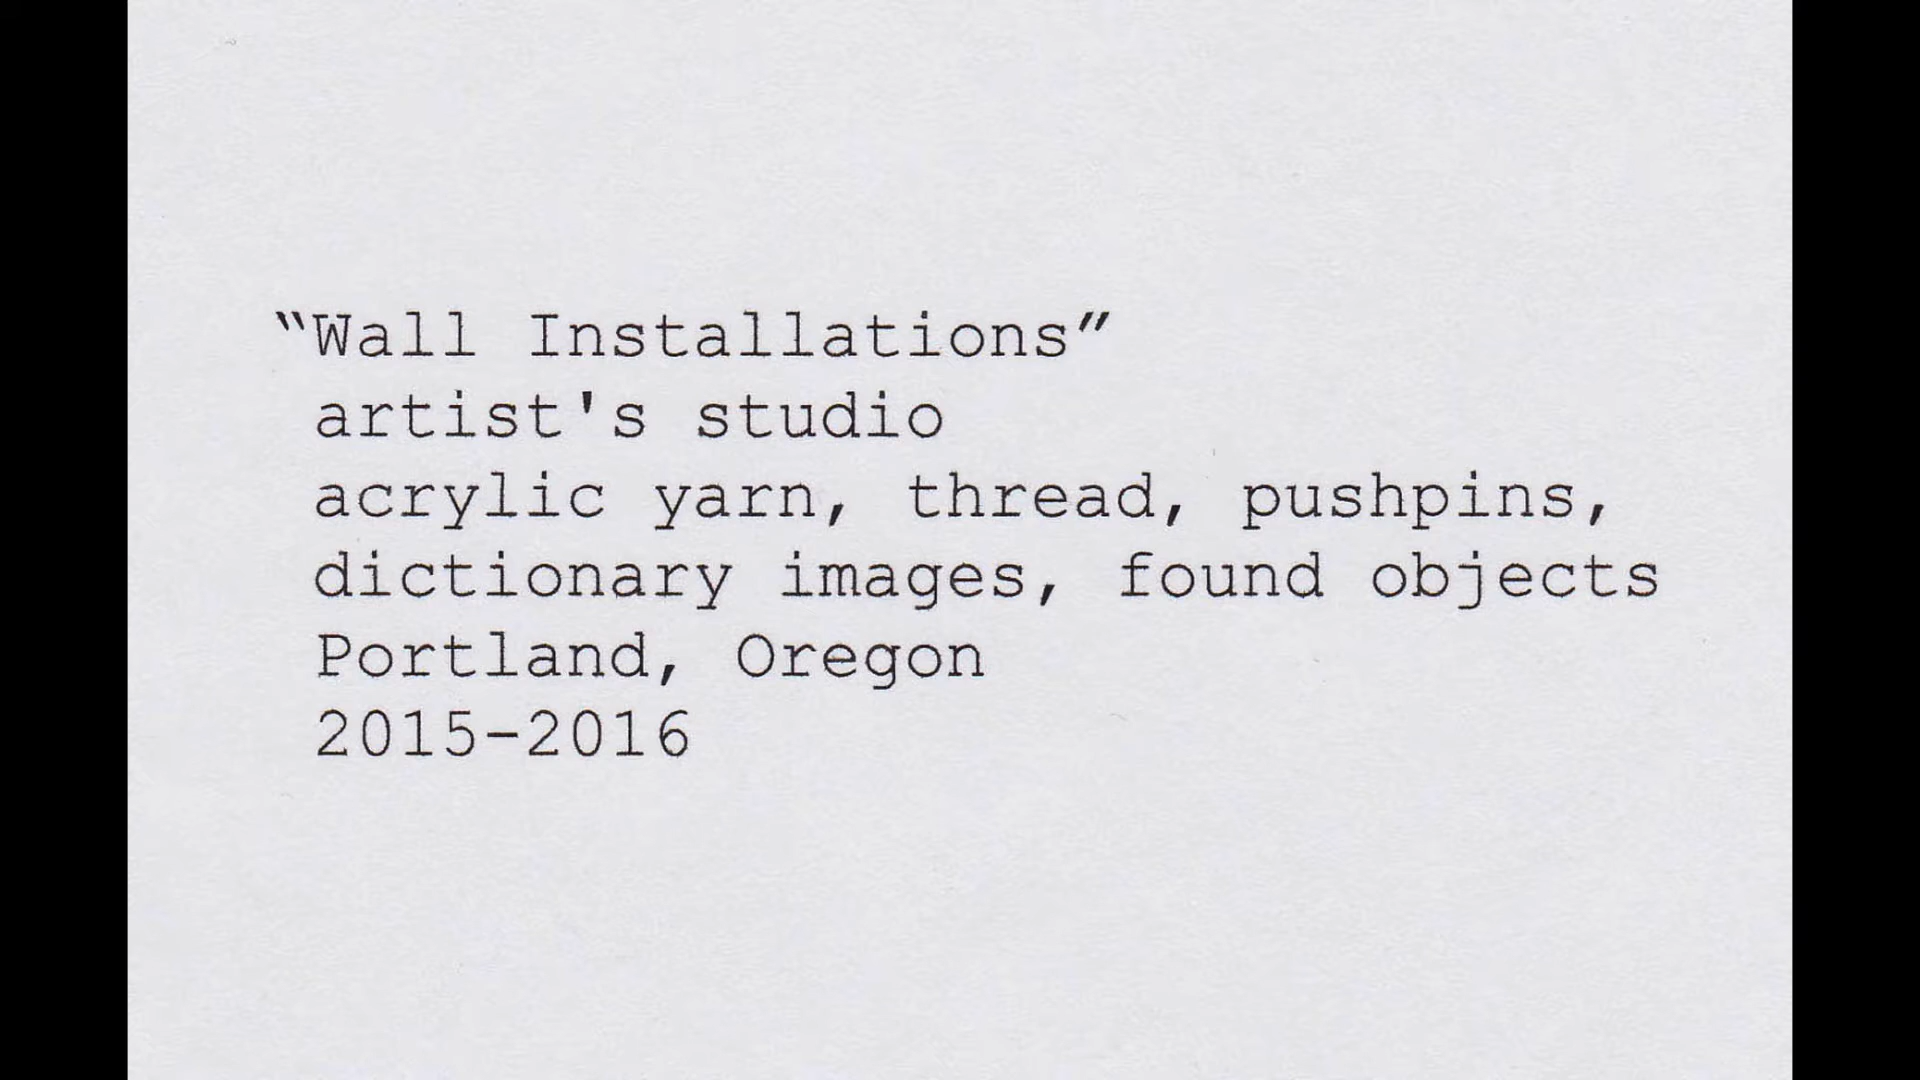 “Wall Installations”
artist's studio
acrylic yarn, thread, pushpins,
dictionary images, found objects
Portland, Oregon
2015-2016